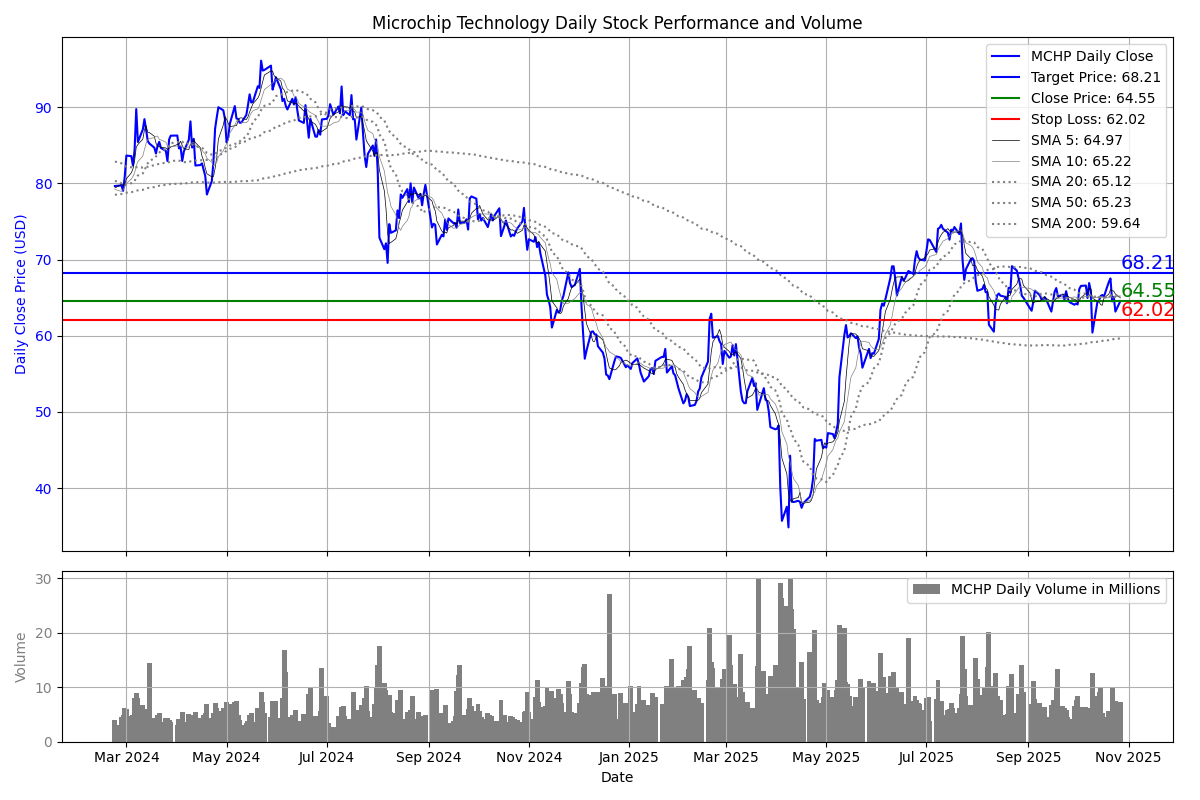 Microchip Technology Daily Stock Performance and Volume
Daily Close Price (USD)
90
80
70
60
50
40
MCHP Daily Close
Target Price: 68.21
Close Price: 64.55
Stop Loss: 62.02
SMA 5: 64.97
SMA 10: 65.22
SMA 20: 65.12
SMA 50: 65.23
SMA 200: 59.64
68.21
64.55
62.02
Volume
30
20
10
0
MCHP Daily Volume in Millions
Mar 2024 May 2024 Jul 2024 Sep 2024 Nov 2024 Jan 2025 Mar 2025 May 2025 Jul 2025 Sep 2025 Nov 2025
Date